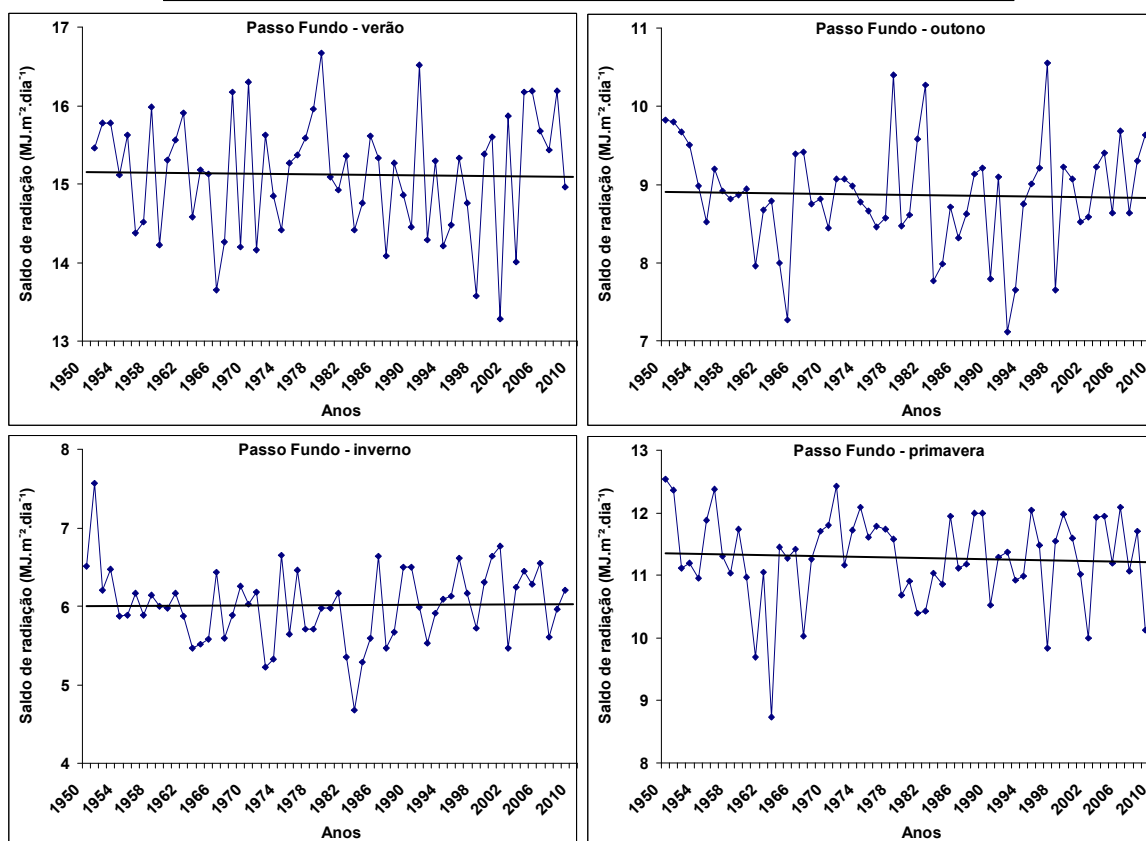 Passo Fundo - verão
Saldo de radiação (MJ.m⁻².dia⁻¹)
17
16
15
14
13
1950 1954 1958 1962 1966 1970 1974 1978 1982 1986 1990 1994 1998 2002 2006 2010
Anos
Passo Fundo - outono
Saldo de radiação (MJ.m⁻².dia⁻¹)
11
10
9
8
7
1950 1954 1958 1962 1966 1970 1974 1978 1982 1986 1990 1994 1998 2002 2006 2010
Anos
Passo Fundo - inverno
Saldo de radiação (MJ.m⁻².dia⁻¹)
8
7
6
5
4
1950 1954 1958 1962 1966 1970 1974 1978 1982 1986 1990 1994 1998 2002 2006 2010
Anos
Passo Fundo - primavera
Saldo de radiação (MJ.m⁻².dia⁻¹)
13
12
11
10
9
8
1950 1954 1958 1962 1966 1970 1974 1978 1982 1986 1990 1994 1998 2002 2006 2010
Anos